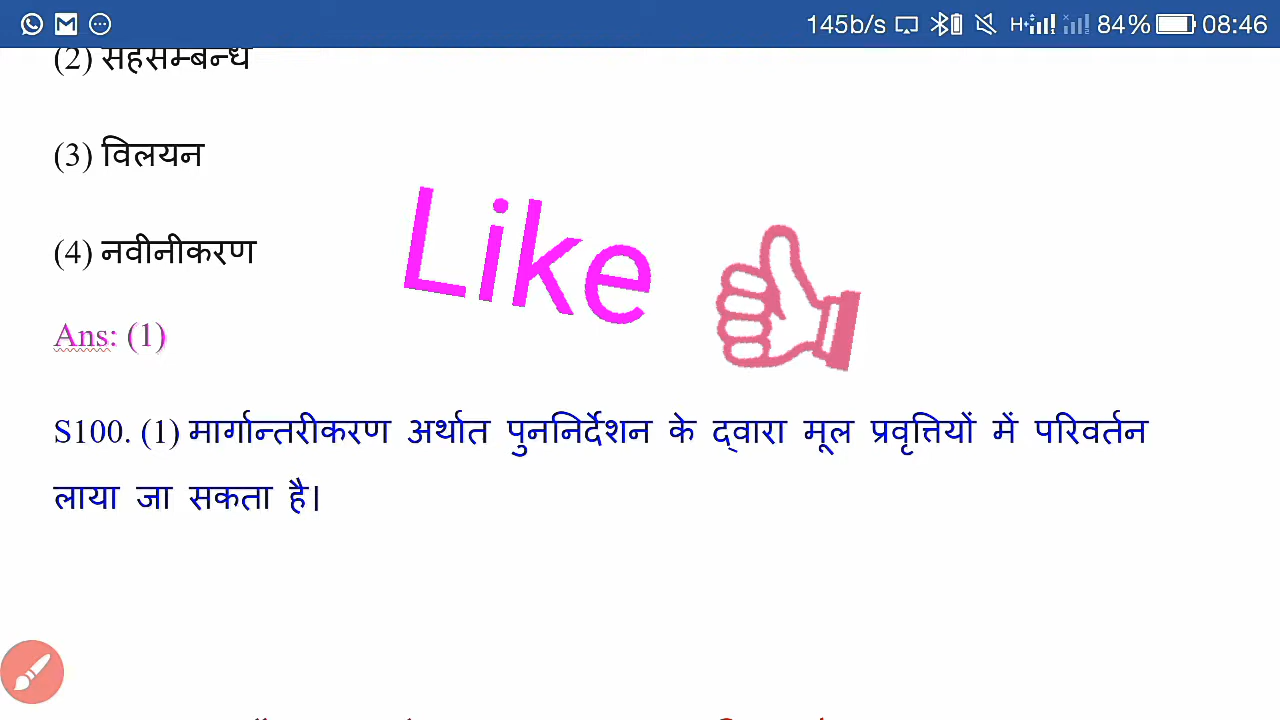 145b/s 84% 08:46
(2) सहसम्बन्ध
(3) विलयन
(4) नवीनीकरण
Like
Ans: (1)
S100. (1) मार्गान्तरीकरण अर्थात पुननिर्देशन के द्वारा मूल प्रवृत्तियों में परिवर्तन
लाया जा सकता है।